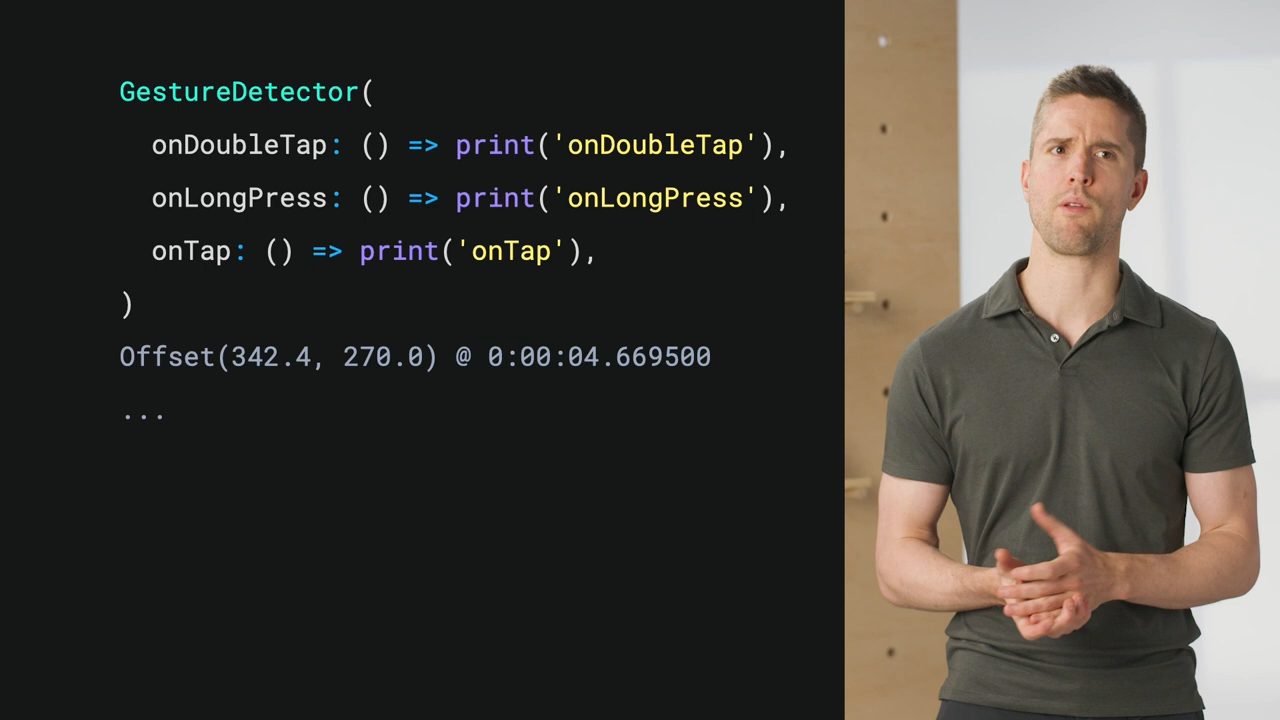 GestureDetector(
  onDoubleTap: () => print('onDoubleTap'),
  onLongPress: () => print('onLongPress'),
  onTap: () => print('onTap'),
)
Offset(342.4, 270.0) @ 0:00:04.669500
...